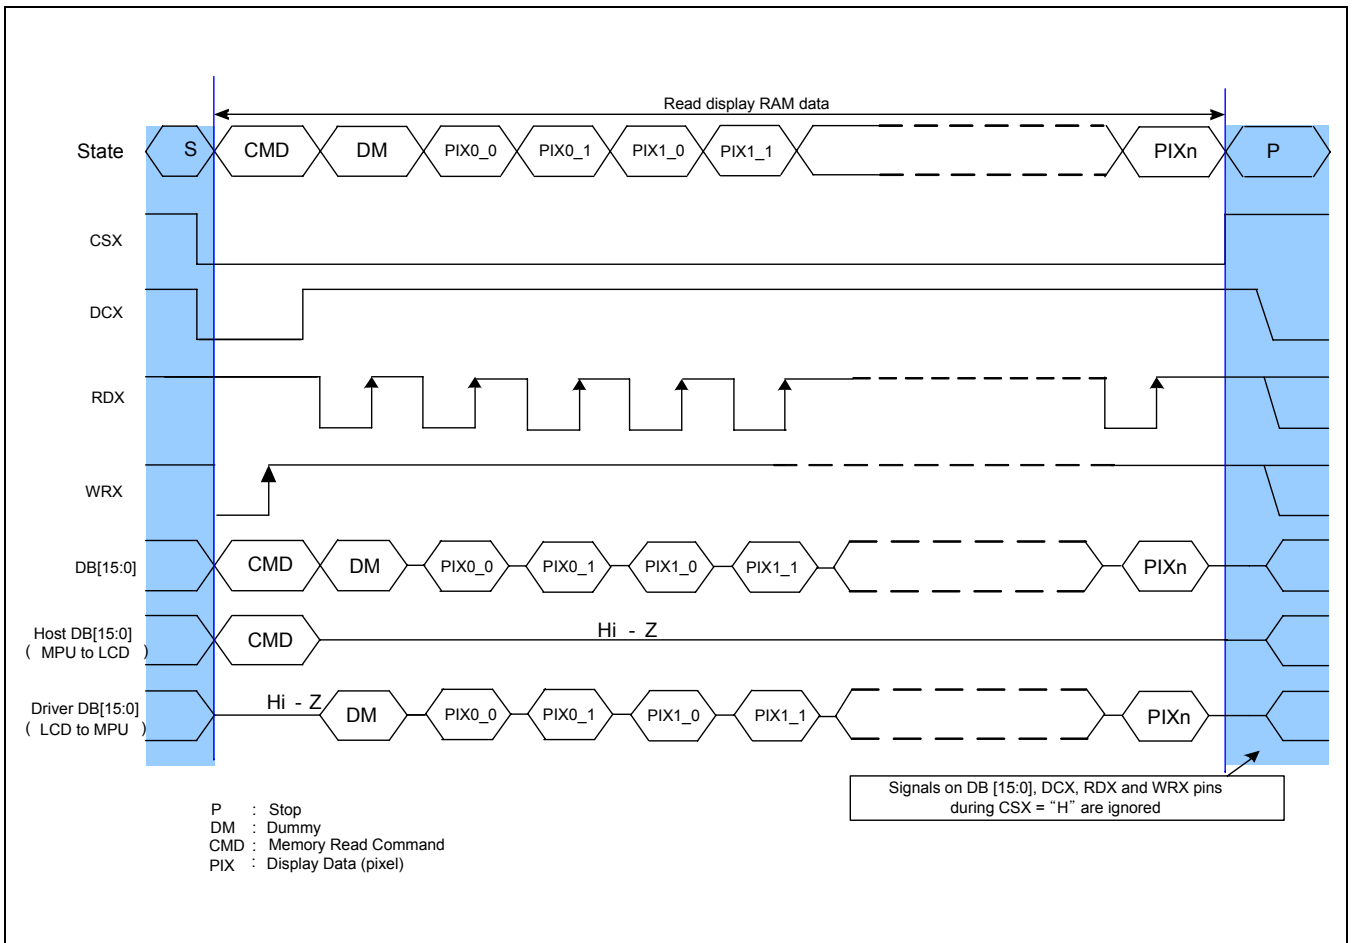 Read display RAM data
State S CMD DM PIX0_0 PIX0_1 PIX1_0 PIX1_1 PIXn P
CSX
DCX
RDX
WRX
DB[15:0] CMD DM PIX0_0 PIX0_1 PIX1_0 PIX1_1 PIXn
Host DB[15:0]
( MPU to LCD ) CMD Hi - Z
Driver DB[15:0]
( LCD to MPU ) Hi - Z DM PIX0_0 PIX0_1 PIX1_0 PIX1_1 PIXn
Signals on DB [15:0], DCX, RDX and WRX pins
during CSX = “H” are ignored
P : Stop
DM : Dummy
CMD : Memory Read Command
PIX : Display Data (pixel)